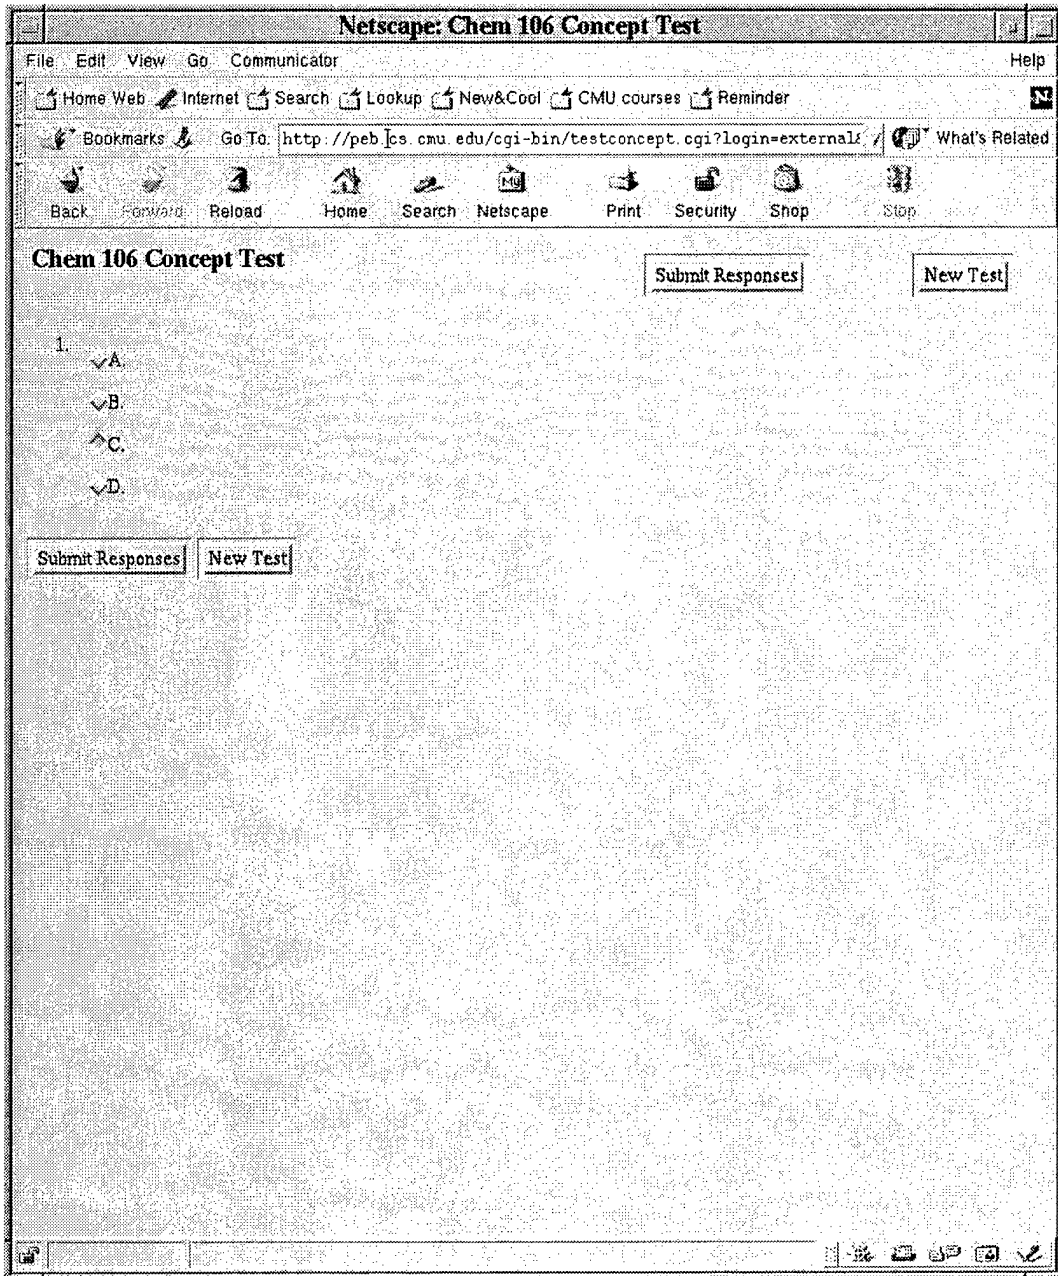 Netscape: Chem 106 Concept Test
File Edit View Go Communicator Help
Home Web Internet Search Lookup New&Cool CMU courses Reminder
Bookmarks Go To: http://peb.cs.cmu.edu/cgi-bin/testconcept.cgi?login=external& What's Related
Back Forward Reload Home Search Netscape Print Security Shop Stop
Chem 106 Concept Test
Submit Responses New Test
1.
A.
B.
C.
D.
Submit Responses New Test